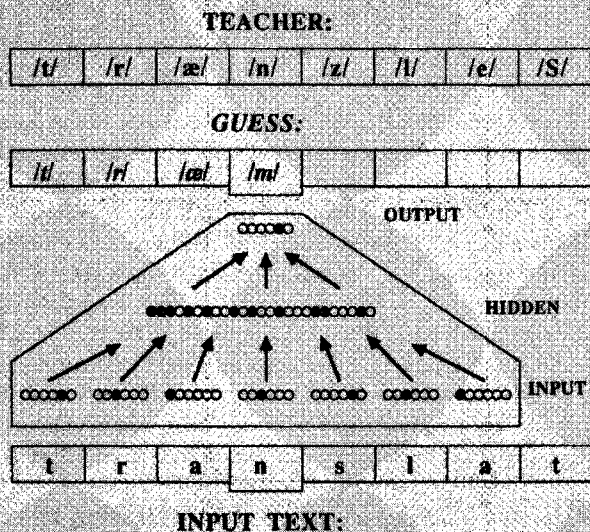 TEACHER:
/t/ /r/ /æ/ /n/ /z/ /l/ /e/ /S/
GUESS:
/t/ /r/ /æ/ /m/
OUTPUT
HIDDEN
INPUT
t r a n s l a t
INPUT TEXT: